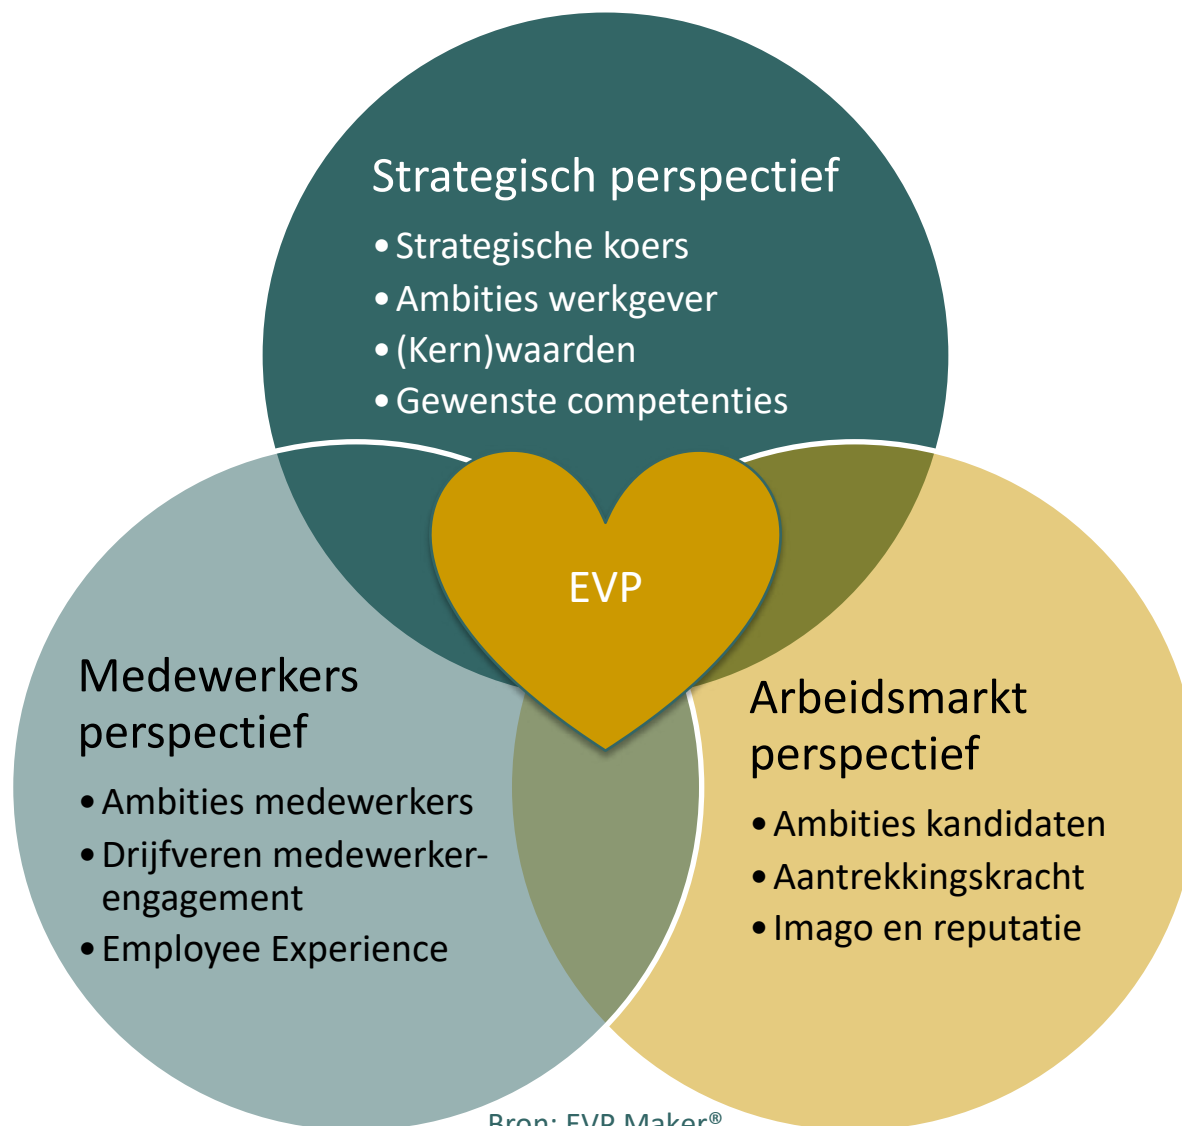 Strategisch perspectief
• Strategische koers
• Ambities werkgever
• (Kern)waarden
• Gewenste competenties
EVP
Medewerkers
perspectief
• Ambities medewerkers
• Drijfveren medewerker-
engagement
• Employee Experience
Arbeidsmarkt
perspectief
• Ambities kandidaten
• Aantrekkingskracht
• Imago en reputatie
Bron: EVP Maker®